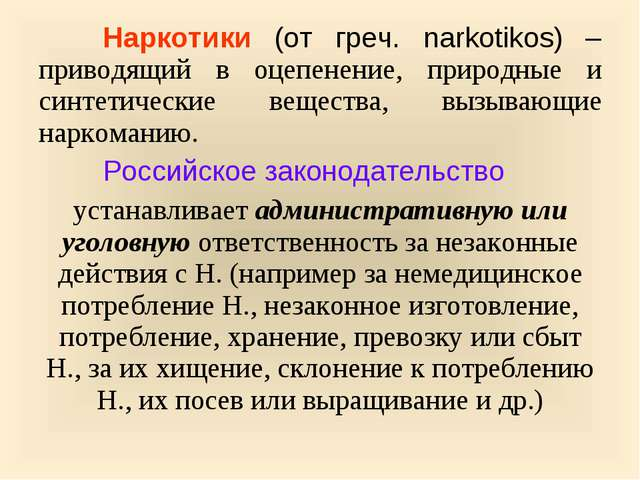 Наркотики (от греч. narkotikos) –
приводящий в оцепенение, природные и
синтетические вещества, вызывающие
наркоманию.
Российское законодательство
устанавливает административную или
уголовную ответственность за незаконные
действия с Н. (например за немедицинское
потребление Н., незаконное изготовление,
потребление, хранение, превозку или сбыт
Н., за их хищение, склонение к потреблению
Н., их посев или выращивание и др.)